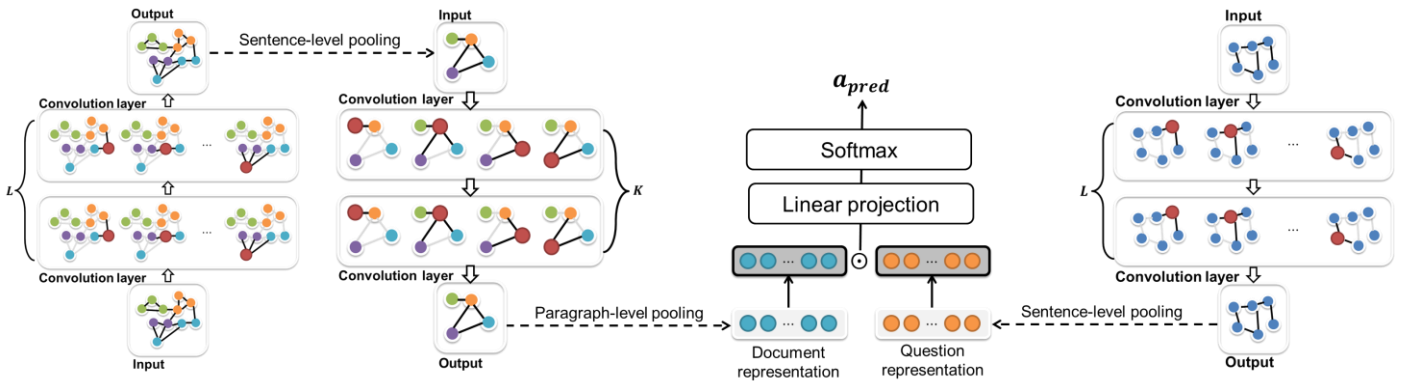 Output
Sentence-level pooling
Input
Convolution layer
...
L
...
Convolution layer
Input
Convolution layer
K
Convolution layer
Output
Paragraph-level pooling
a_pred
Softmax
Linear projection
... ⊙ ...
... ...
Document
representation
Question
representation
Sentence-level pooling
Input
Convolution layer
...
L
...
Convolution layer
Output